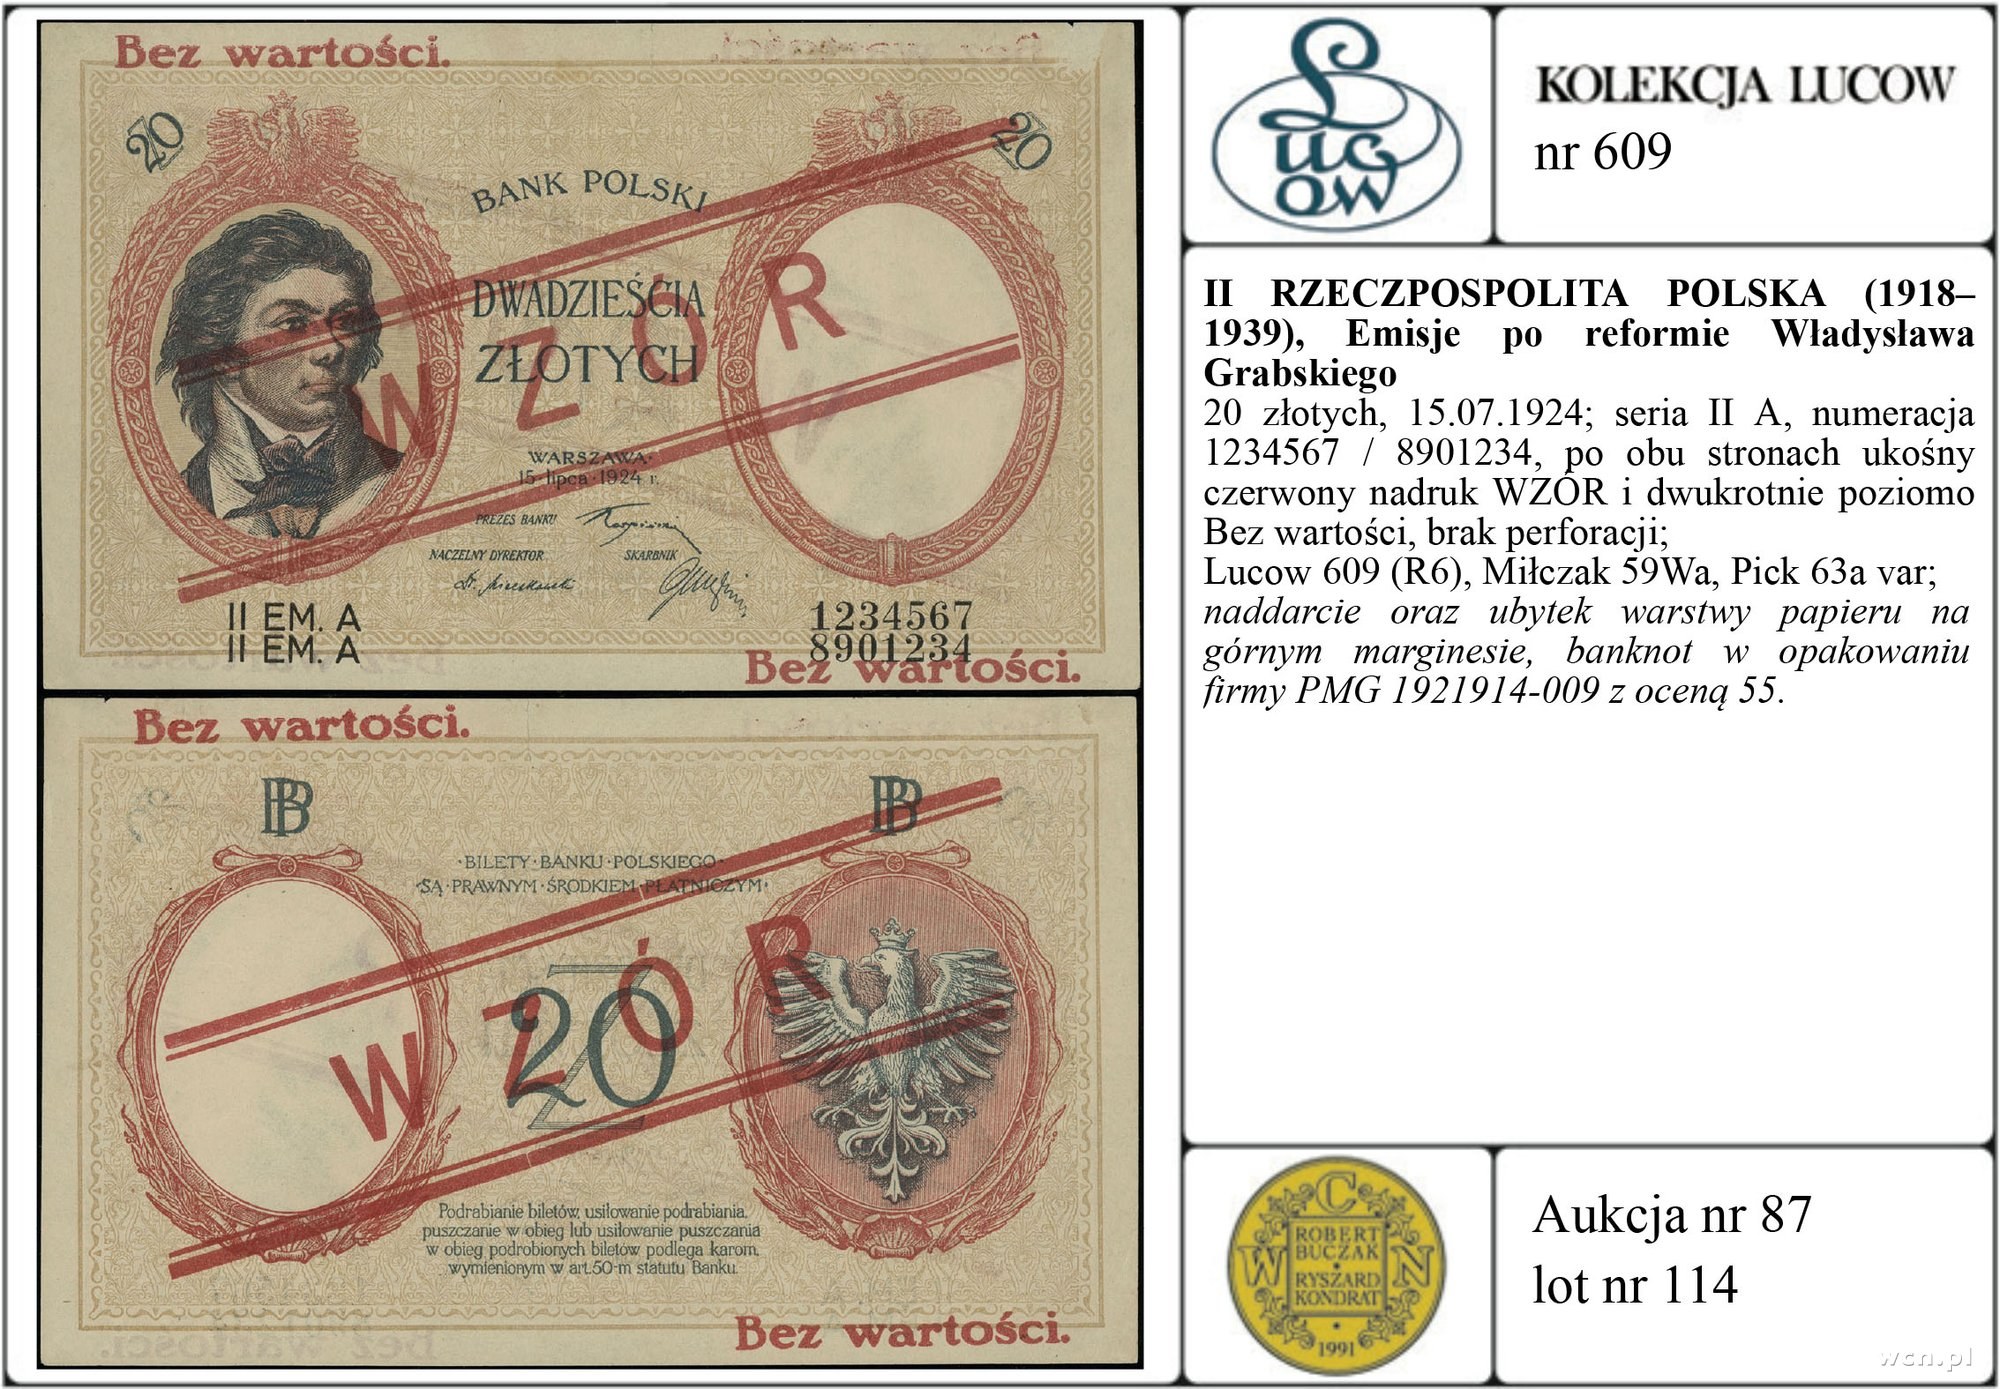 Bez wartości.
20
20
BANK POLSKI
DWADZIEŚCIA
ZŁOTYCH
WZÓR
WARSZAWA
15·lipca·1924 r.
PREZES BANKU
NACZELNY DYREKTOR
SKARBNIK
II EM. A
II EM. A
1234567
8901234
Bez wartości.
Bez wartości.
BP
BP
·BILETY·BANKU·POLSKIEGO·
·SĄ·PRAWNYM·ŚRODKIEM·PŁATNICZYM·
WZÓR
20
Podrabianie biletów, usiłowanie podrabiania,
puszczanie w obieg lub usiłowanie puszczania
w obieg podrobionych biletów podlega karom,
wymienionym w art.50-m statutu Banku.
Bez wartości.
Lucow
KOLEKCJA LUCOW
nr 609
II RZECZPOSPOLITA POLSKA (1918–
1939), Emisje po reformie Władysława
Grabskiego
20 złotych, 15.07.1924; seria II A, numeracja
1234567 / 8901234, po obu stronach ukośny
czerwony nadruk WZÓR i dwukrotnie poziomo
Bez wartości, brak perforacji;
Lucow 609 (R6), Miłczak 59Wa, Pick 63a var;
naddarcie oraz ubytek warstwy papieru na
górnym marginesie, banknot w opakowaniu
firmy PMG 1921914-009 z oceną 55.
W C N
ROBERT
BUCZAK
RYSZARD
KONDRAT
1991
Aukcja nr 87
lot nr 114
wcn.pl